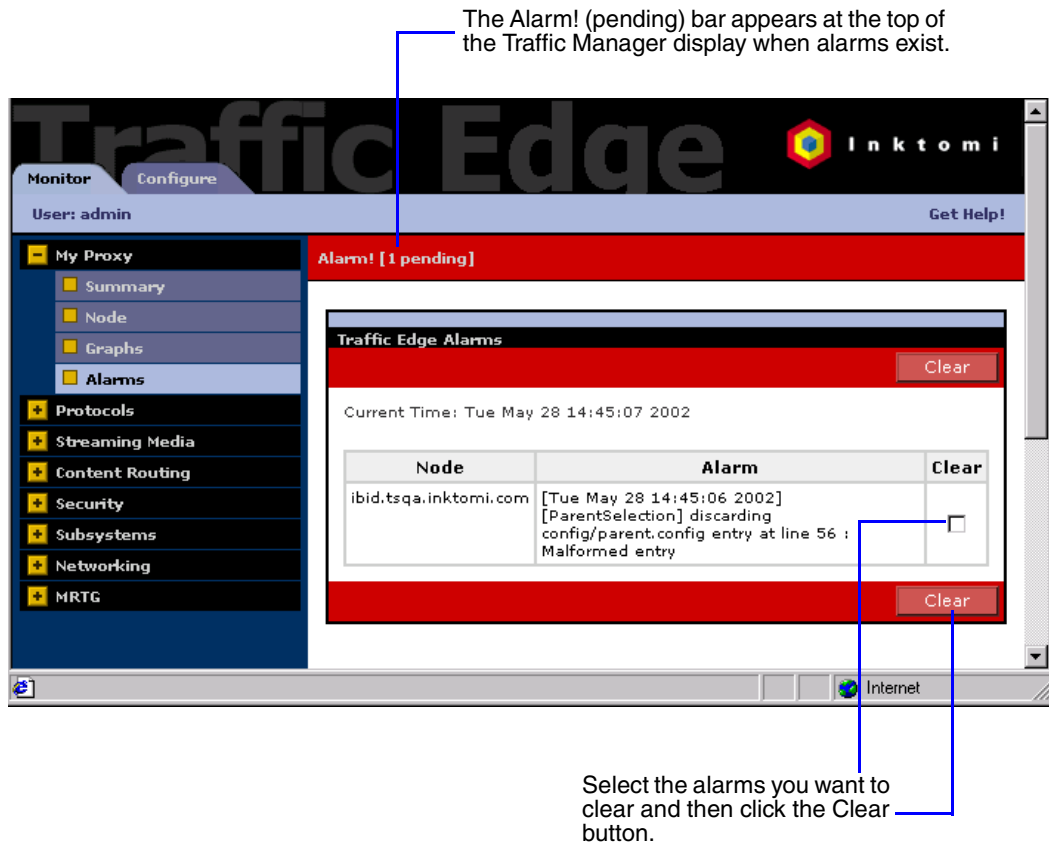 The Alarm! (pending) bar appears at the top of
the Traffic Manager display when alarms exist.
Traffic Edge
Inktomi
Monitor
Configure
User: admin
Get Help!
My Proxy
Summary
Node
Graphs
Alarms
Protocols
Streaming Media
Content Routing
Security
Subsystems
Networking
MRTG
Alarm! [1 pending]
Traffic Edge Alarms
Clear
Current Time: Tue May 28 14:45:07 2002
Node
Alarm
Clear
ibid.tsqa.inktomi.com
[Tue May 28 14:45:06 2002]
[ParentSelection] discarding
config/parent.config entry at line 56 :
Malformed entry
Clear
Internet
Select the alarms you want to
clear and then click the Clear
button.